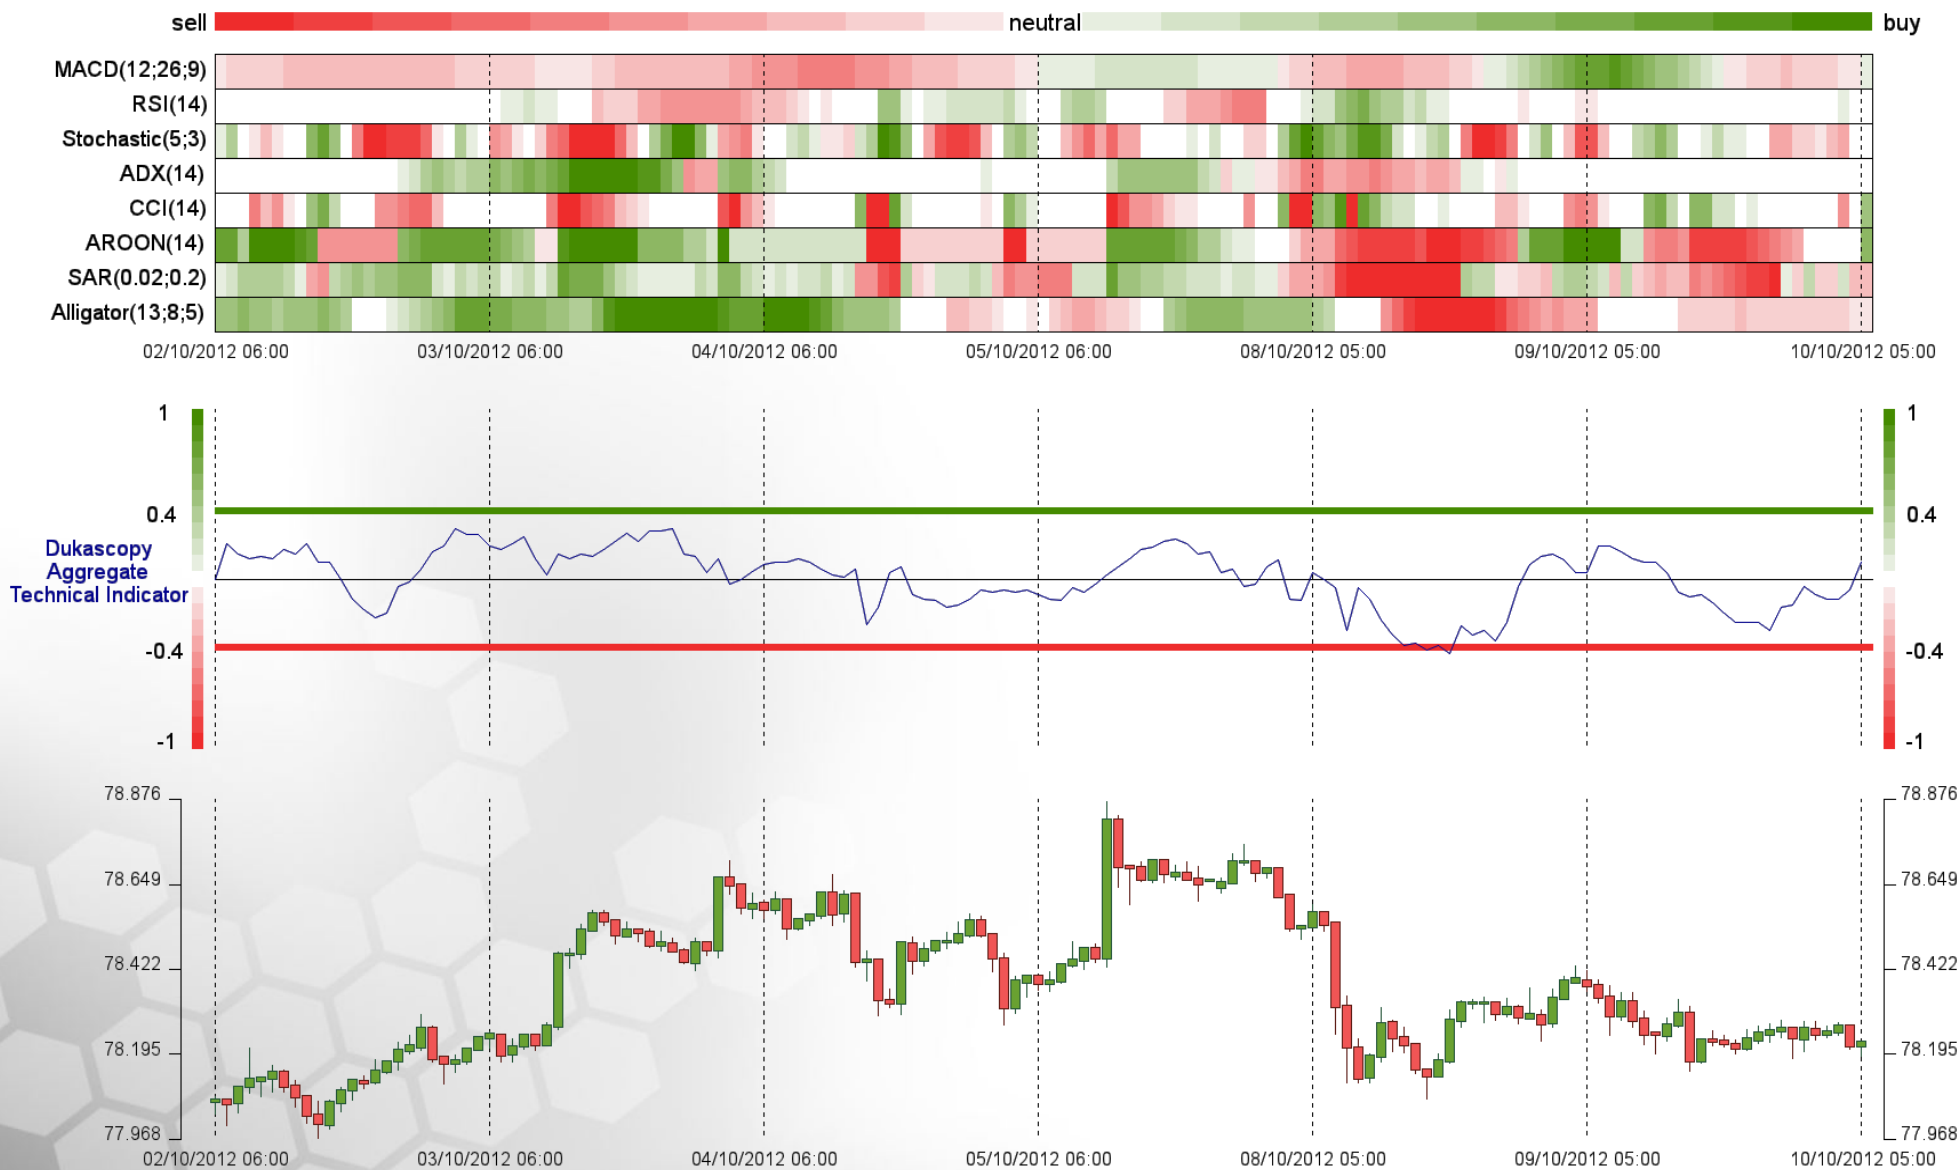 sell neutral buy
MACD(12;26;9)
RSI(14)
Stochastic(5;3)
ADX(14)
CCI(14)
AROON(14)
SAR(0.02;0.2)
Alligator(13;8;5)
02/10/2012 06:00 03/10/2012 06:00 04/10/2012 06:00 05/10/2012 06:00 08/10/2012 05:00 09/10/2012 05:00 10/10/2012 05:00
1 1
0.4 0.4
Dukascopy
Aggregate
Technical Indicator
-0.4 -0.4
-1 -1
78.876 78.876
78.649 78.649
78.422 78.422
78.195 78.195
77.968 77.968
02/10/2012 06:00 03/10/2012 06:00 04/10/2012 06:00 05/10/2012 06:00 08/10/2012 05:00 09/10/2012 05:00 10/10/2012 05:00